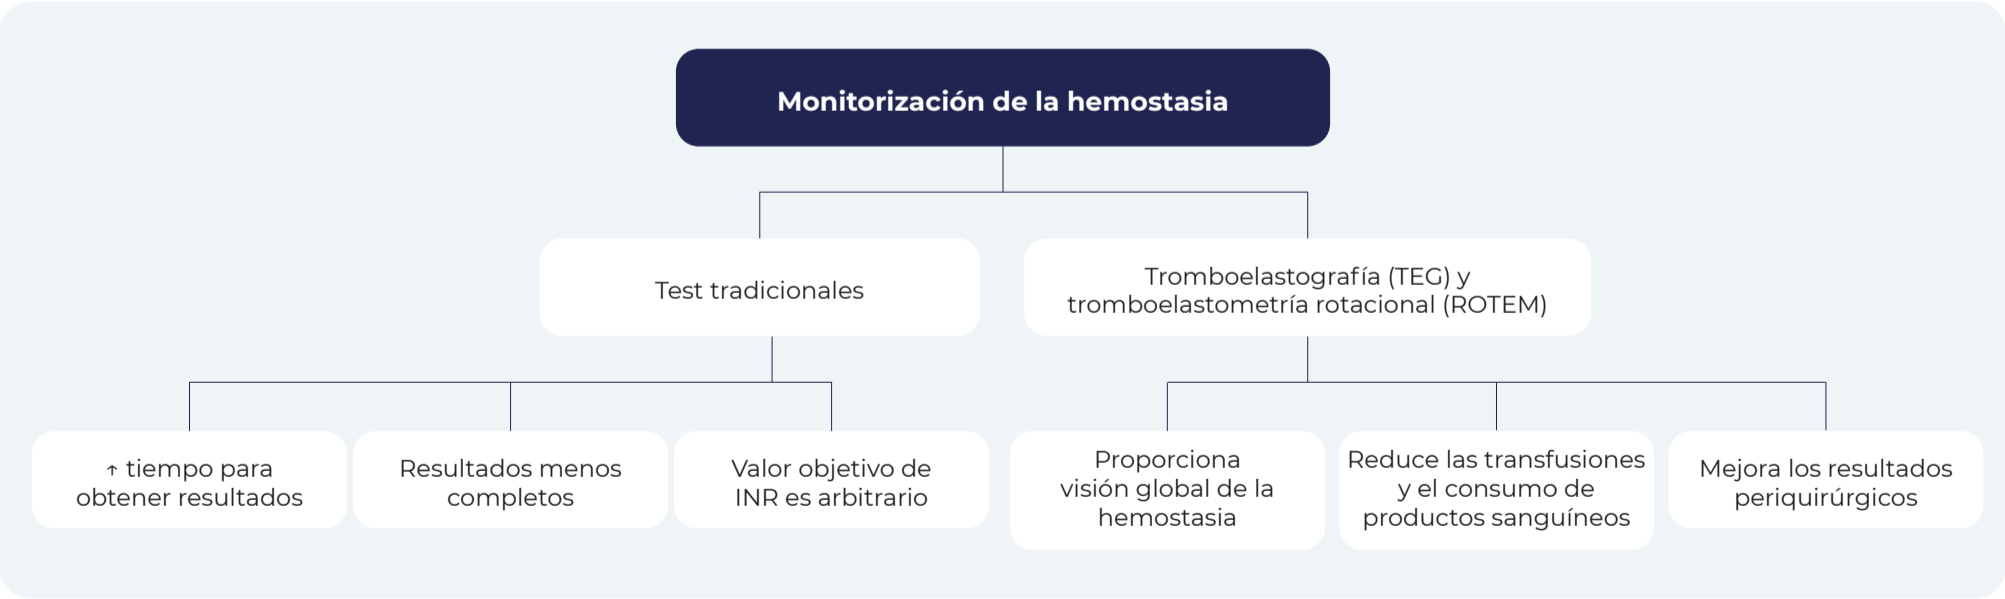 Monitorización de la hemostasia
Test tradicionales
Tromboelastografía (TEG) y
tromboelastometría rotacional (ROTEM)
↑ tiempo para
obtener resultados
Resultados menos
completos
Valor objetivo de
INR es arbitrario
Proporciona
visión global de la
hemostasia
Reduce las transfusiones
y el consumo de
productos sanguíneos
Mejora los resultados
periquirúrgicos